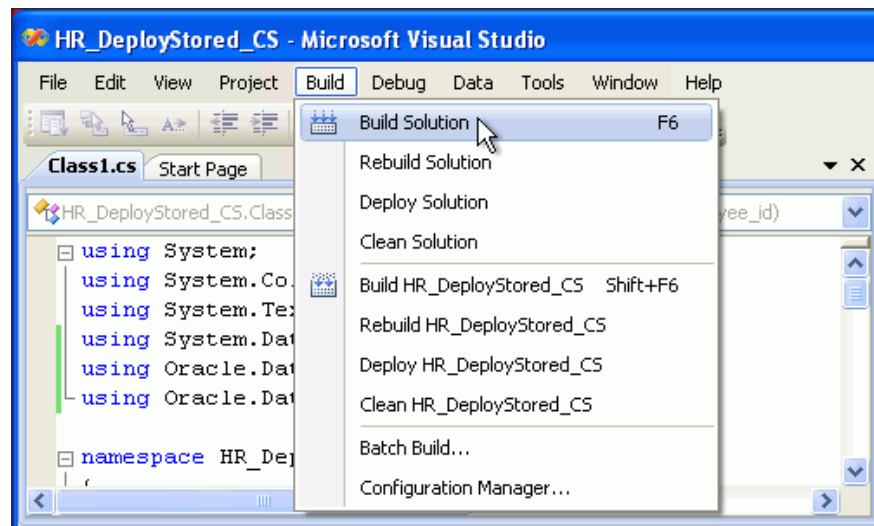 HR_DeployStored_CS - Microsoft Visual Studio
File Edit View Project Build Debug Data Tools Window Help
Build Solution F6
Rebuild Solution
Deploy Solution
Clean Solution
Build HR_DeployStored_CS Shift+F6
Rebuild HR_DeployStored_CS
Deploy HR_DeployStored_CS
Clean HR_DeployStored_CS
Batch Build...
Configuration Manager...
Class1.cs Start Page
HR_DeployStored_CS.Class yee_id)
using System;
using System.Co
using System.Te
using System.Dat
using Oracle.Dat
using Oracle.Dat
namespace HR_Dep